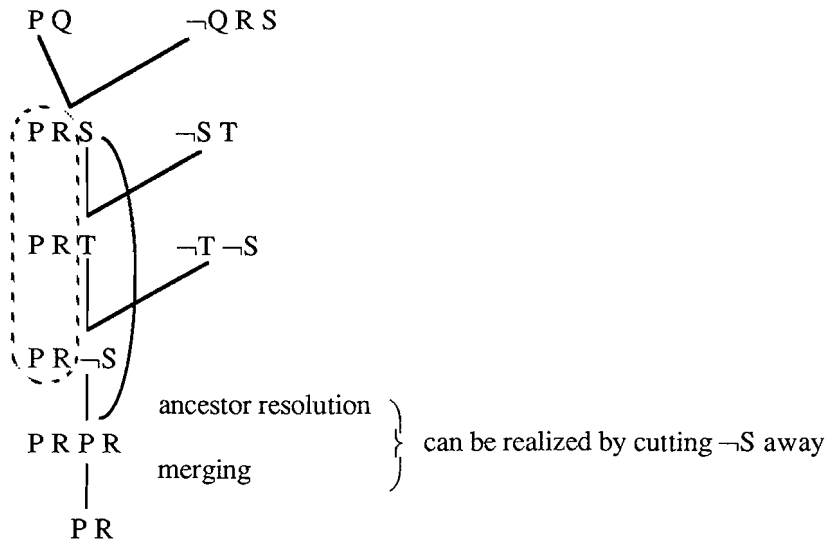 P Q ¬Q R S
P R S ¬S T
P R T ¬T ¬S
P R ¬S
ancestor resolution
P R P R
can be realized by cutting ¬S away
merging
P R